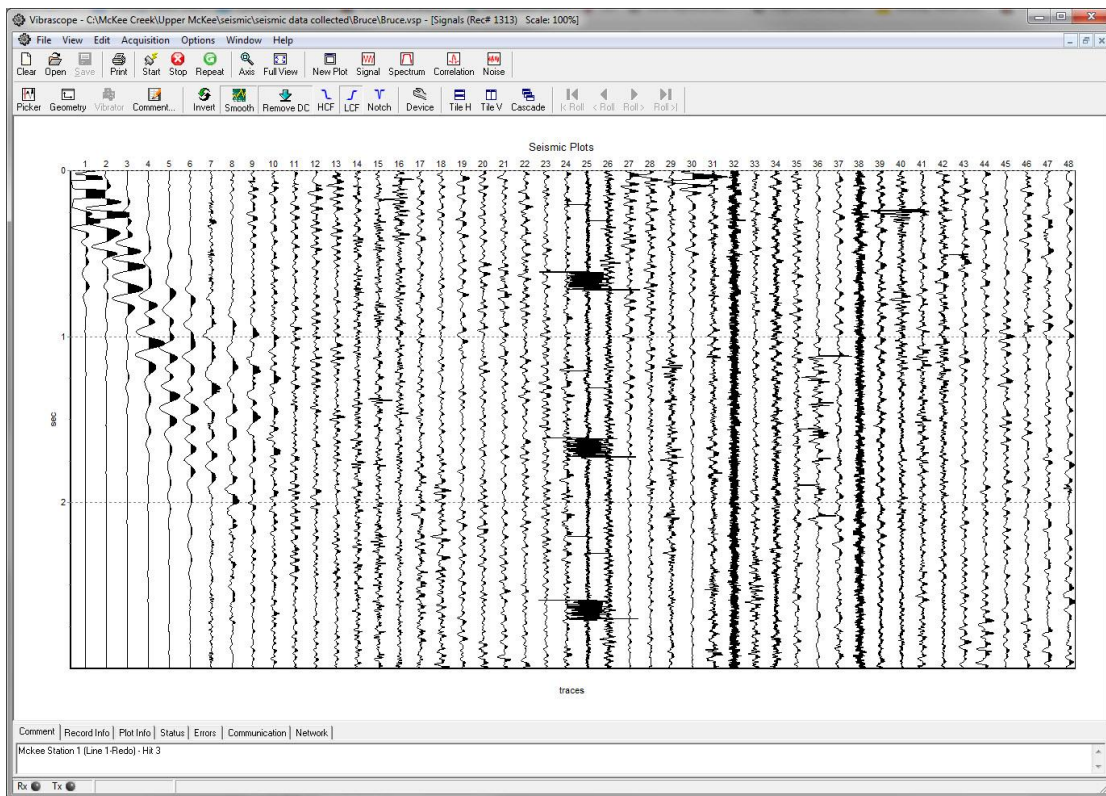 Vibrascope - C:\McKee Creek\Upper McKee\seismic\seismic data collected\Bruce\Bruce.vsp - [Signals (Rec# 1313) Scale: 100%]
File View Edit Acquisition Options Window Help
Clear Open Save Print Start Stop Repeat Axis Full View New Plot Signal Spectrum Correlation Noise
Picker Geometry Vibrator Comment... Invert Smooth Remove DC HCF LCF Notch Device Tile H Tile V Cascade |< Roll < Roll Roll > Roll >|
Seismic Plots
1 2 3 4 5 6 7 8 9 10 11 12 13 14 15 16 17 18 19 20 21 22 23 24 25 26 27 28 29 30 31 32 33 34 35 36 37 38 39 40 41 42 43 44 45 46 47 48
0
1
sec
2
traces
Comment Record Info Plot Info Status Errors Communication Network
Mckee Station 1 (Line 1-Redo) - Hit 3
Rx Tx